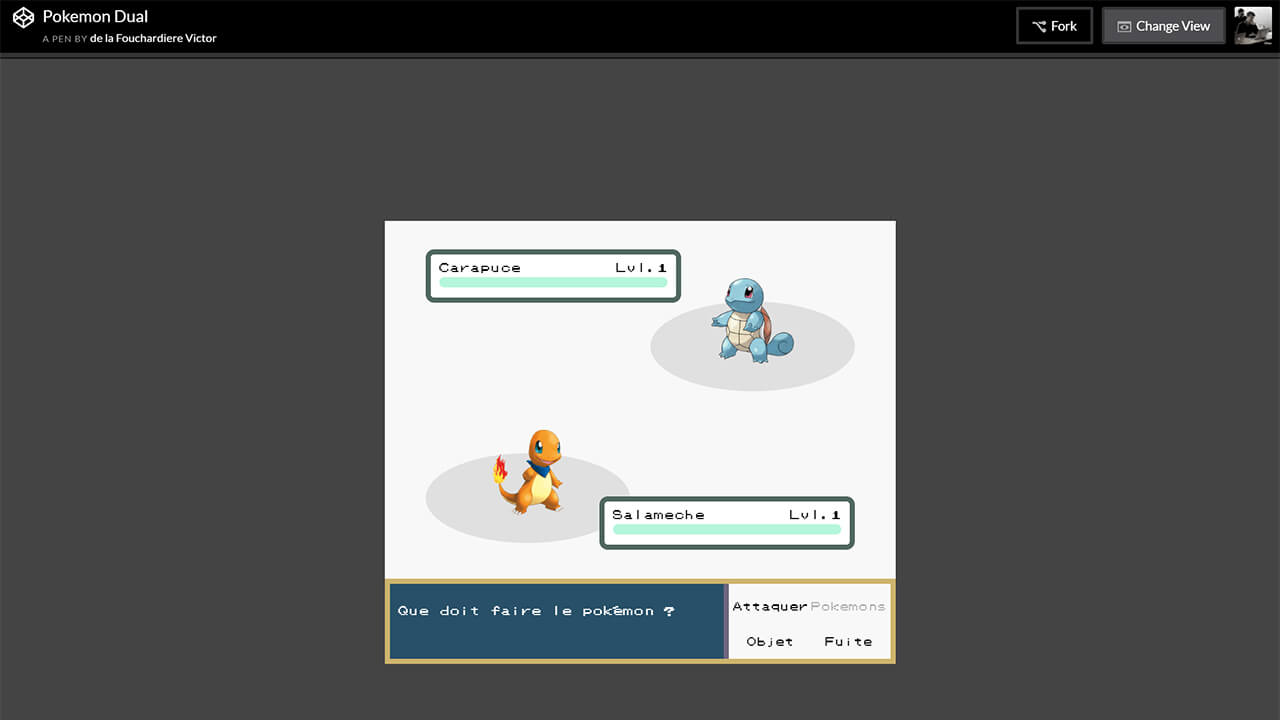 Pokemon Dual
A PEN BY de la Fouchardiere Victor
Fork
Change View
Carapuce Lvl.1
Salameche Lvl.1
Que doit faire le pokémon ?
Attaquer Pokemons
Objet Fuite